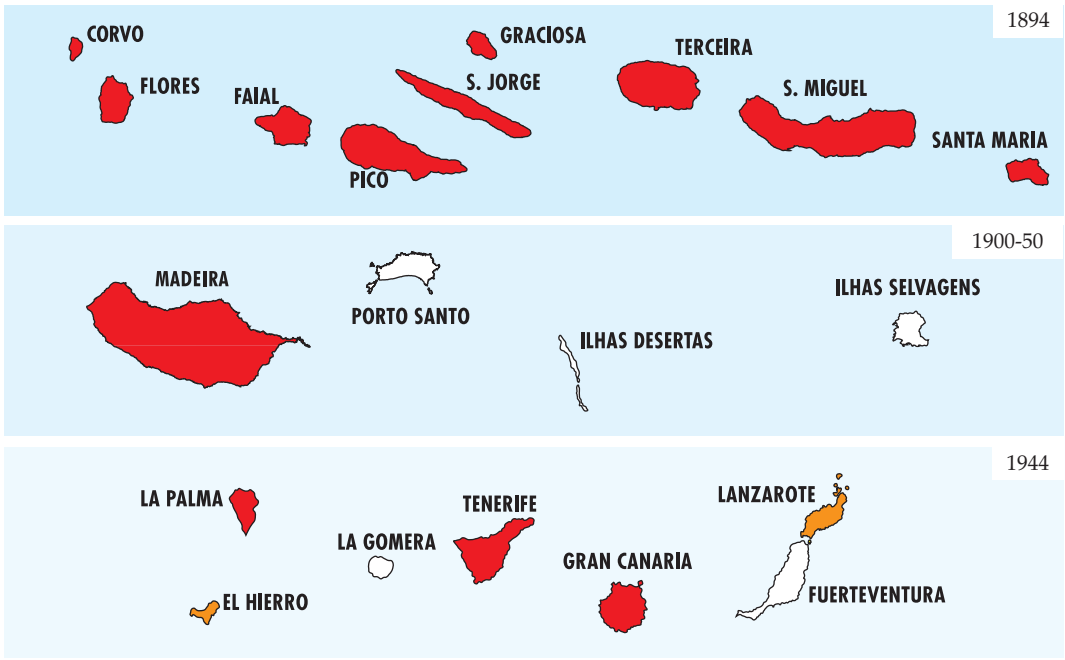 1894
CORVO
FLORES
FAIAL
PICO
GRACIOSA
S. JORGE
TERCEIRA
S. MIGUEL
SANTA MARIA
1900-50
MADEIRA
PORTO SANTO
ILHAS DESERTAS
ILHAS SELVAGENS
1944
LA PALMA
EL HIERRO
LA GOMERA
TENERIFE
GRAN CANARIA
LANZAROTE
FUERTEVENTURA